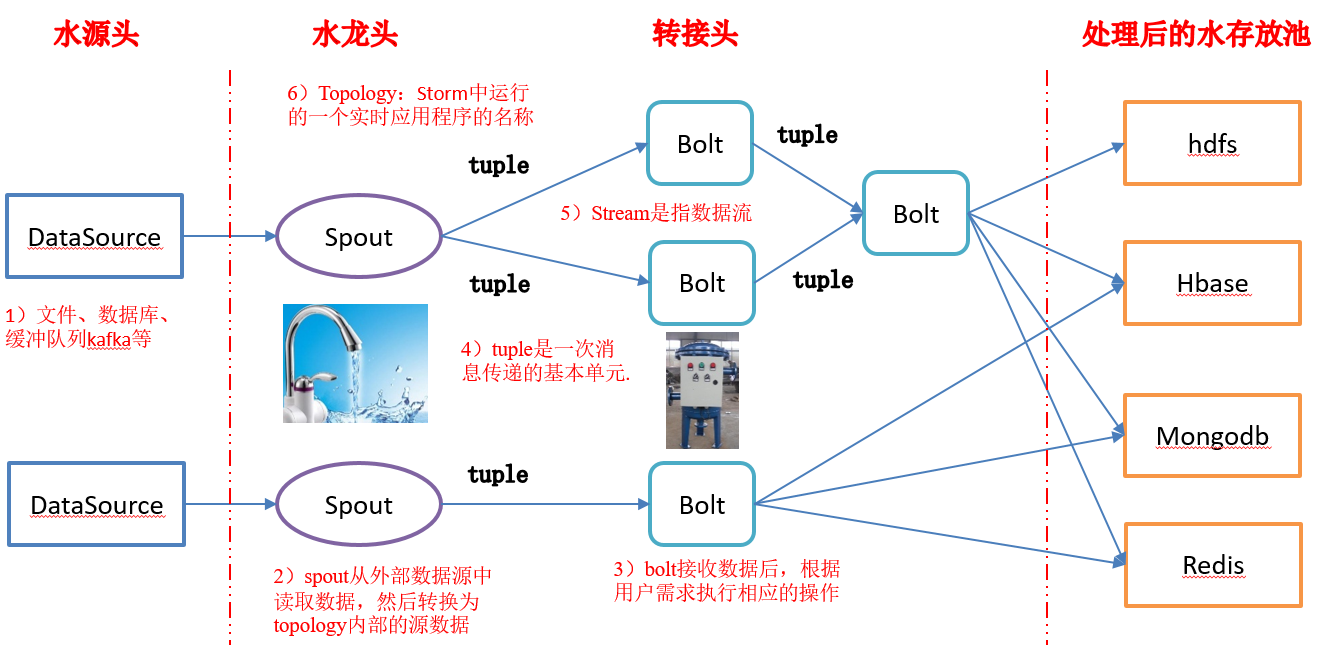 水源头
水龙头
转接头
处理后的水存放池
6）Topology：Storm中运行
的一个实时应用程序的名称
tuple
Bolt
tuple
hdfs
DataSource
Spout
5）Stream是指数据流
Bolt
tuple
Bolt
tuple
Hbase
1）文件、数据库、
缓冲队列kafka等
4）tuple是一次消
息传递的基本单元.
Mongodb
DataSource
Spout
tuple
Bolt
Redis
2）spout从外部数据源中
读取数据，然后转换为
topology内部的源数据
3）bolt接收数据后，根据
用户需求执行相应的操作